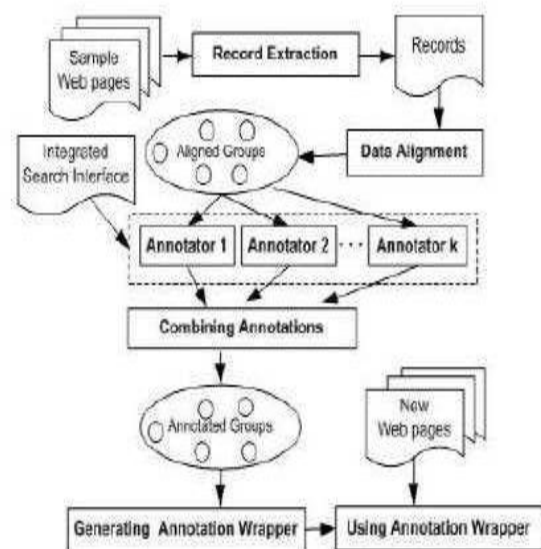 Sample
Web pages
Record Extraction
Records
Integrated
Search Interface
Aligned Groups
Data Alignment
Annotator 1
Annotator 2
...
Annotator k
Combining Annotations
Annotated Groups
New
Web pages
Generating Annotation Wrapper
Using Annotation Wrapper